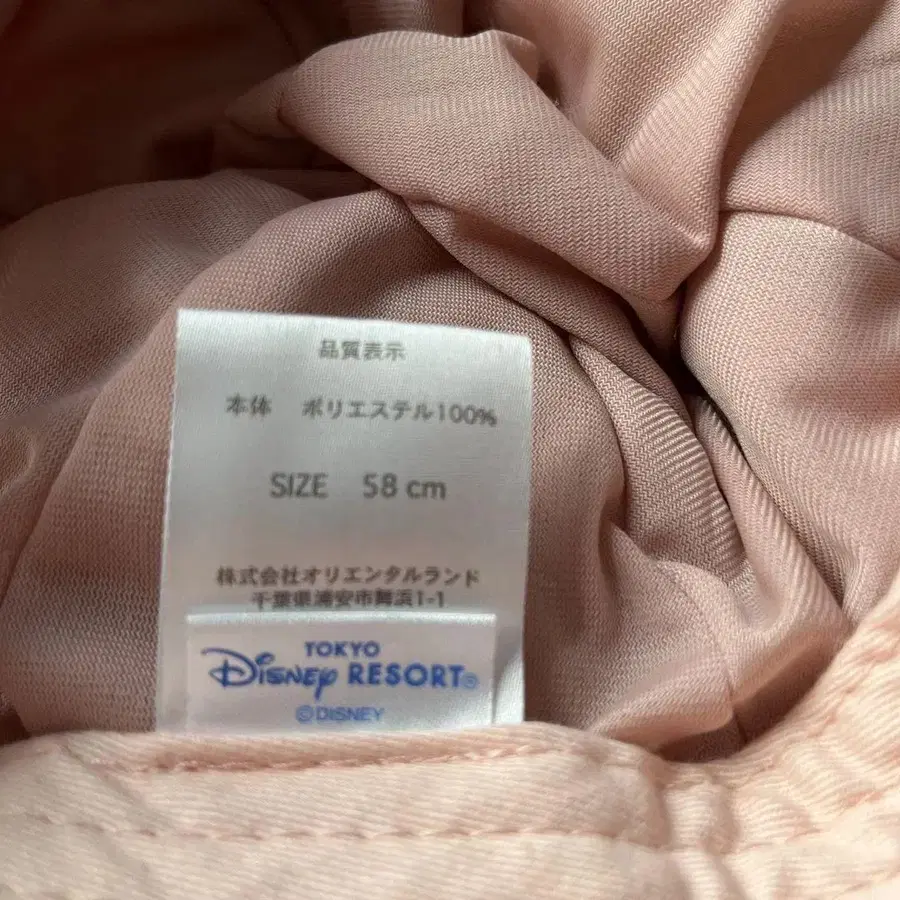 品質表示
本体 ポリエステル100%
SIZE 58 cm
株式会社オリエンタルランド
千葉県浦安市舞浜1-1
TOKYO
Disney RESORT®
©DISNEY